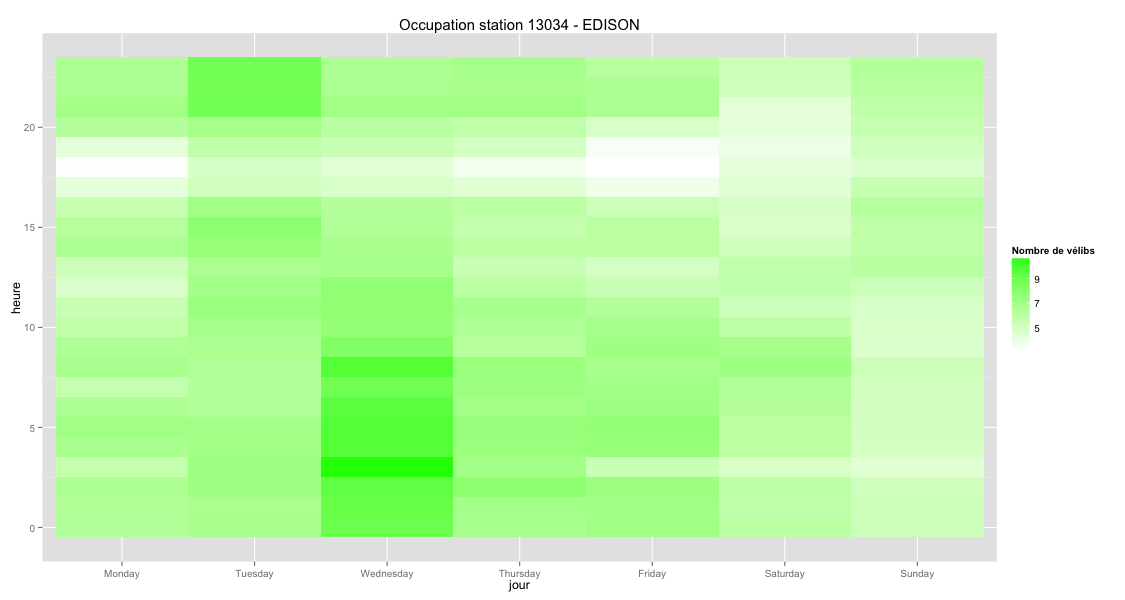 Occupation station 13034 - EDISON
heure
20
15
10
5
0
Monday Tuesday Wednesday Thursday Friday Saturday Sunday
jour
Nombre de vélibs
9
7
5